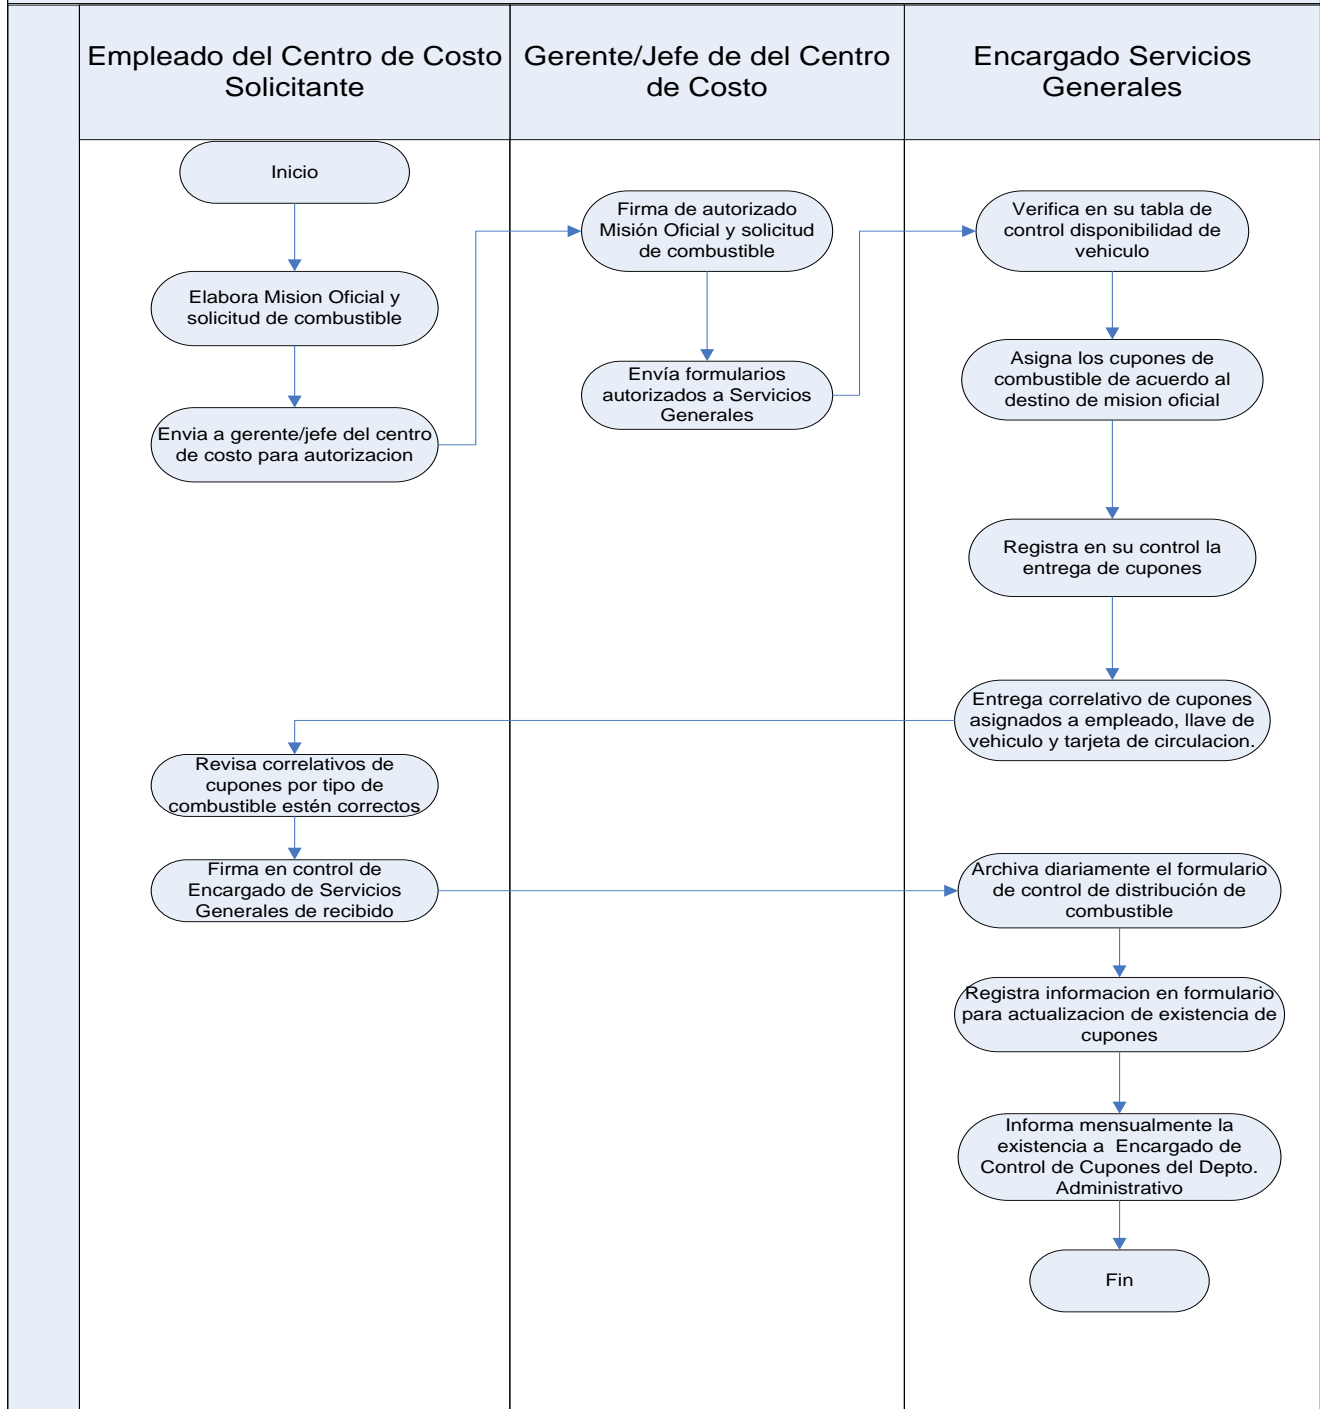 Empleado del Centro de Costo
Solicitante
Gerente/Jefe de del Centro
de Costo
Encargado Servicios
Generales
Inicio
Elabora Mision Oficial y
solicitud de combustible
Envia a gerente/jefe del centro
de costo para autorizacion
Firma de autorizado
Misión Oficial y solicitud
de combustible
Envía formularios
autorizados a Servicios
Generales
Verifica en su tabla de
control disponibilidad de
vehiculo
Asigna los cupones de
combustible de acuerdo al
destino de mision oficial
Registra en su control la
entrega de cupones
Entrega correlativo de cupones
asignados a empleado, llave de
vehiculo y tarjeta de circulacion.
Revisa correlativos de
cupones por tipo de
combustible estén correctos
Firma en control de
Encargado de Servicios
Generales de recibido
Archiva diariamente el formulario
de control de distribución de
combustible
Registra informacion en formulario
para actualizacion de existencia de
cupones
Informa mensualmente la
existencia a Encargado de
Control de Cupones del Depto.
Administrativo
Fin